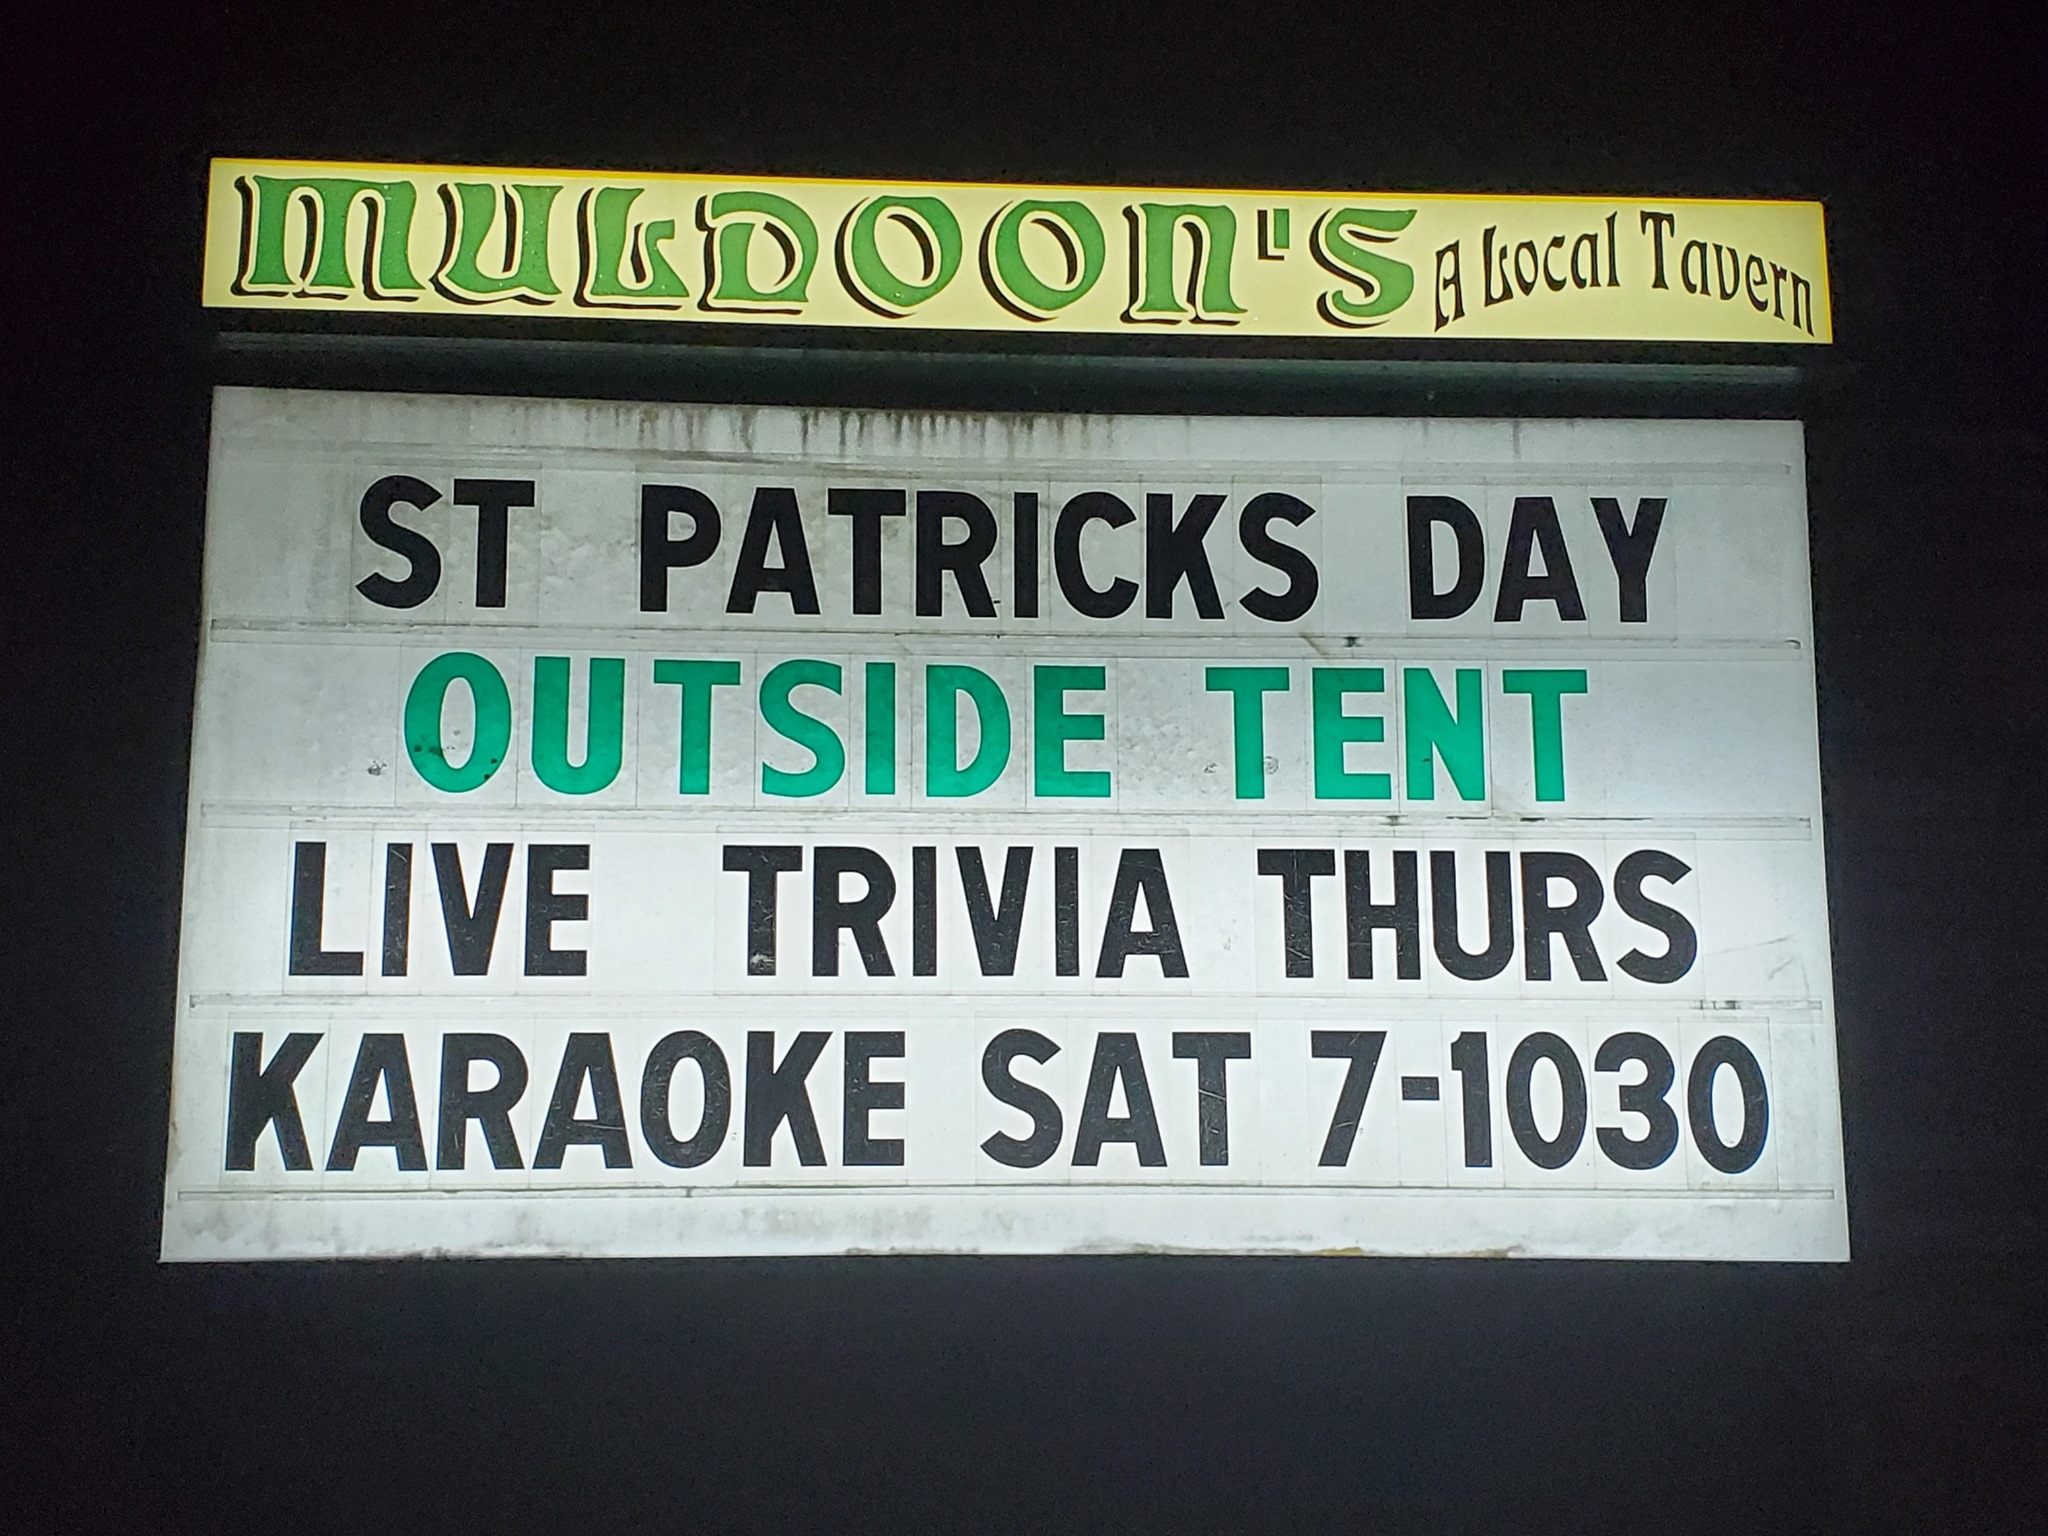 MULDOON'S A Local Tavern
ST PATRICKS DAY
OUTSIDE TENT
LIVE TRIVIA THURS
KARAOKE SAT 7-1030